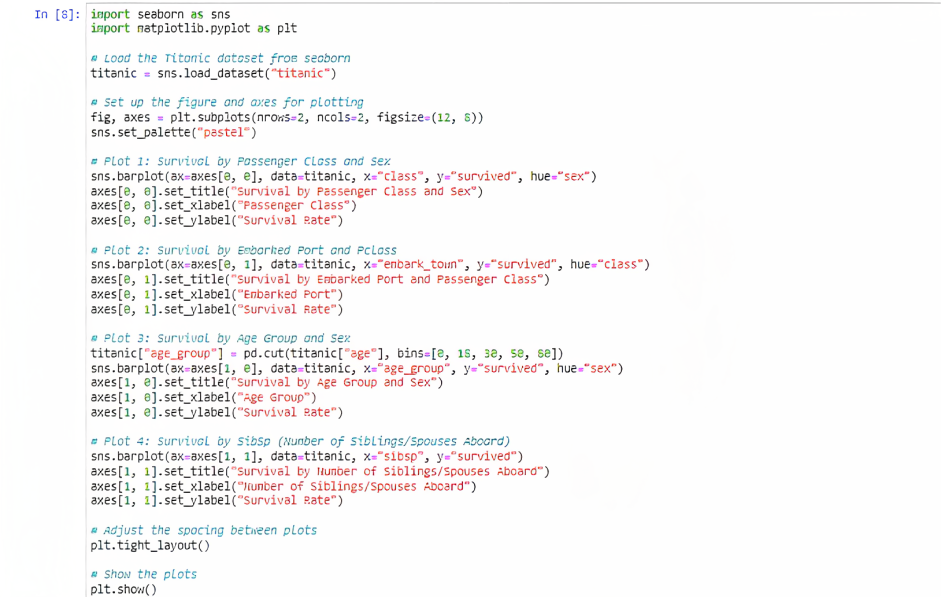 In [8]:
import seaborn as sns
import matplotlib.pyplot as plt
# Load the Titanic dataset from seaborn
titanic = sns.load_dataset("titanic")
# Set up the figure and axes for plotting
fig, axes = plt.subplots(nrows=2, ncols=2, figsize=(12, 8))
sns.set_palette("pastel")
# Plot 1: Survival by Passenger Class and Sex
sns.barplot(ax=axes[0, 0], data=titanic, x="class", y="survived", hue="sex")
axes[0, 0].set_title("Survival by Passenger Class and Sex")
axes[0, 0].set_xlabel("Passenger Class")
axes[0, 0].set_ylabel("Survival Rate")
# Plot 2: Survival by Embarked Port and Pclass
sns.barplot(ax=axes[0, 1], data=titanic, x="embark_town", y="survived", hue="class")
axes[0, 1].set_title("Survival by Embarked Port and Passenger Class")
axes[0, 1].set_xlabel("Embarked Port")
axes[0, 1].set_ylabel("Survival Rate")
# Plot 3: Survival by Age Group and Sex
titanic["age_group"] = pd.cut(titanic["age"], bins=[0, 18, 30, 50, 80])
sns.barplot(ax=axes[1, 0], data=titanic, x="age_group", y="survived", hue="sex")
axes[1, 0].set_title("Survival by Age Group and Sex")
axes[1, 0].set_xlabel("Age Group")
axes[1, 0].set_ylabel("Survival Rate")
# Plot 4: Survival by SibSp (Number of Siblings/Spouses Aboard)
sns.barplot(ax=axes[1, 1], data=titanic, x="sibsp", y="survived")
axes[1, 1].set_title("Survival by Number of Siblings/Spouses Aboard")
axes[1, 1].set_xlabel("Number of Siblings/Spouses Aboard")
axes[1, 1].set_ylabel("Survival Rate")
# Adjust the spacing between plots
plt.tight_layout()
# Show the plots
plt.show()